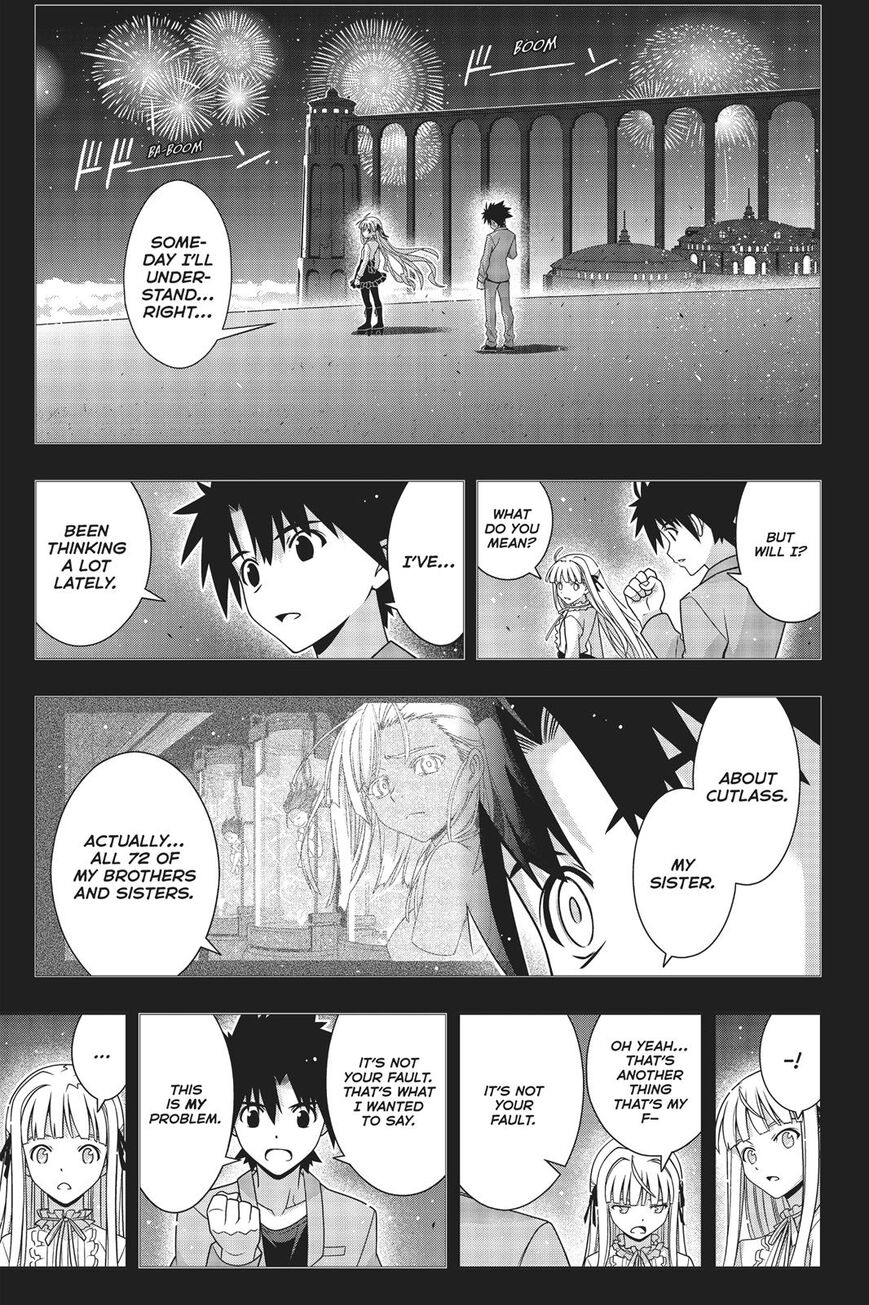 BOOM
ドーン
BA-BOOM
ドドーン
SOME-
DAY I'LL
UNDER-
STAND...
RIGHT...
BUT
WILL I?
WHAT
DO YOU
MEAN?
I'VE...
BEEN
THINKING
A LOT
LATELY.
ABOUT
CUTLASS.
MY
SISTER.
ACTUALLY...
ALL 72 OF
MY BROTHERS
AND SISTERS.
–!
OH YEAH...
THAT'S
ANOTHER
THING
THAT'S MY
F–
IT'S NOT
YOUR
FAULT.
IT'S NOT
YOUR FAULT.
THAT'S WHAT
I WANTED
TO SAY.
THIS
IS MY
PROBLEM.
...